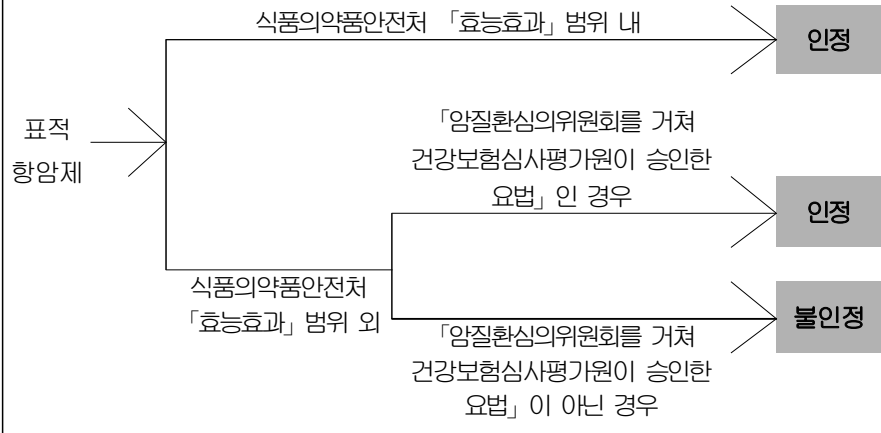 식품의약품안전처 「효능효과」 범위 내
인정
표적
항암제
「암질환심의위원회를 거쳐
건강보험심사평가원이 승인한
요법」 인 경우
인정
식품의약품안전처
「효능효과」 범위 외
불인정
「암질환심의위원회를 거쳐
건강보험심사평가원이 승인한
요법」 이 아닌 경우